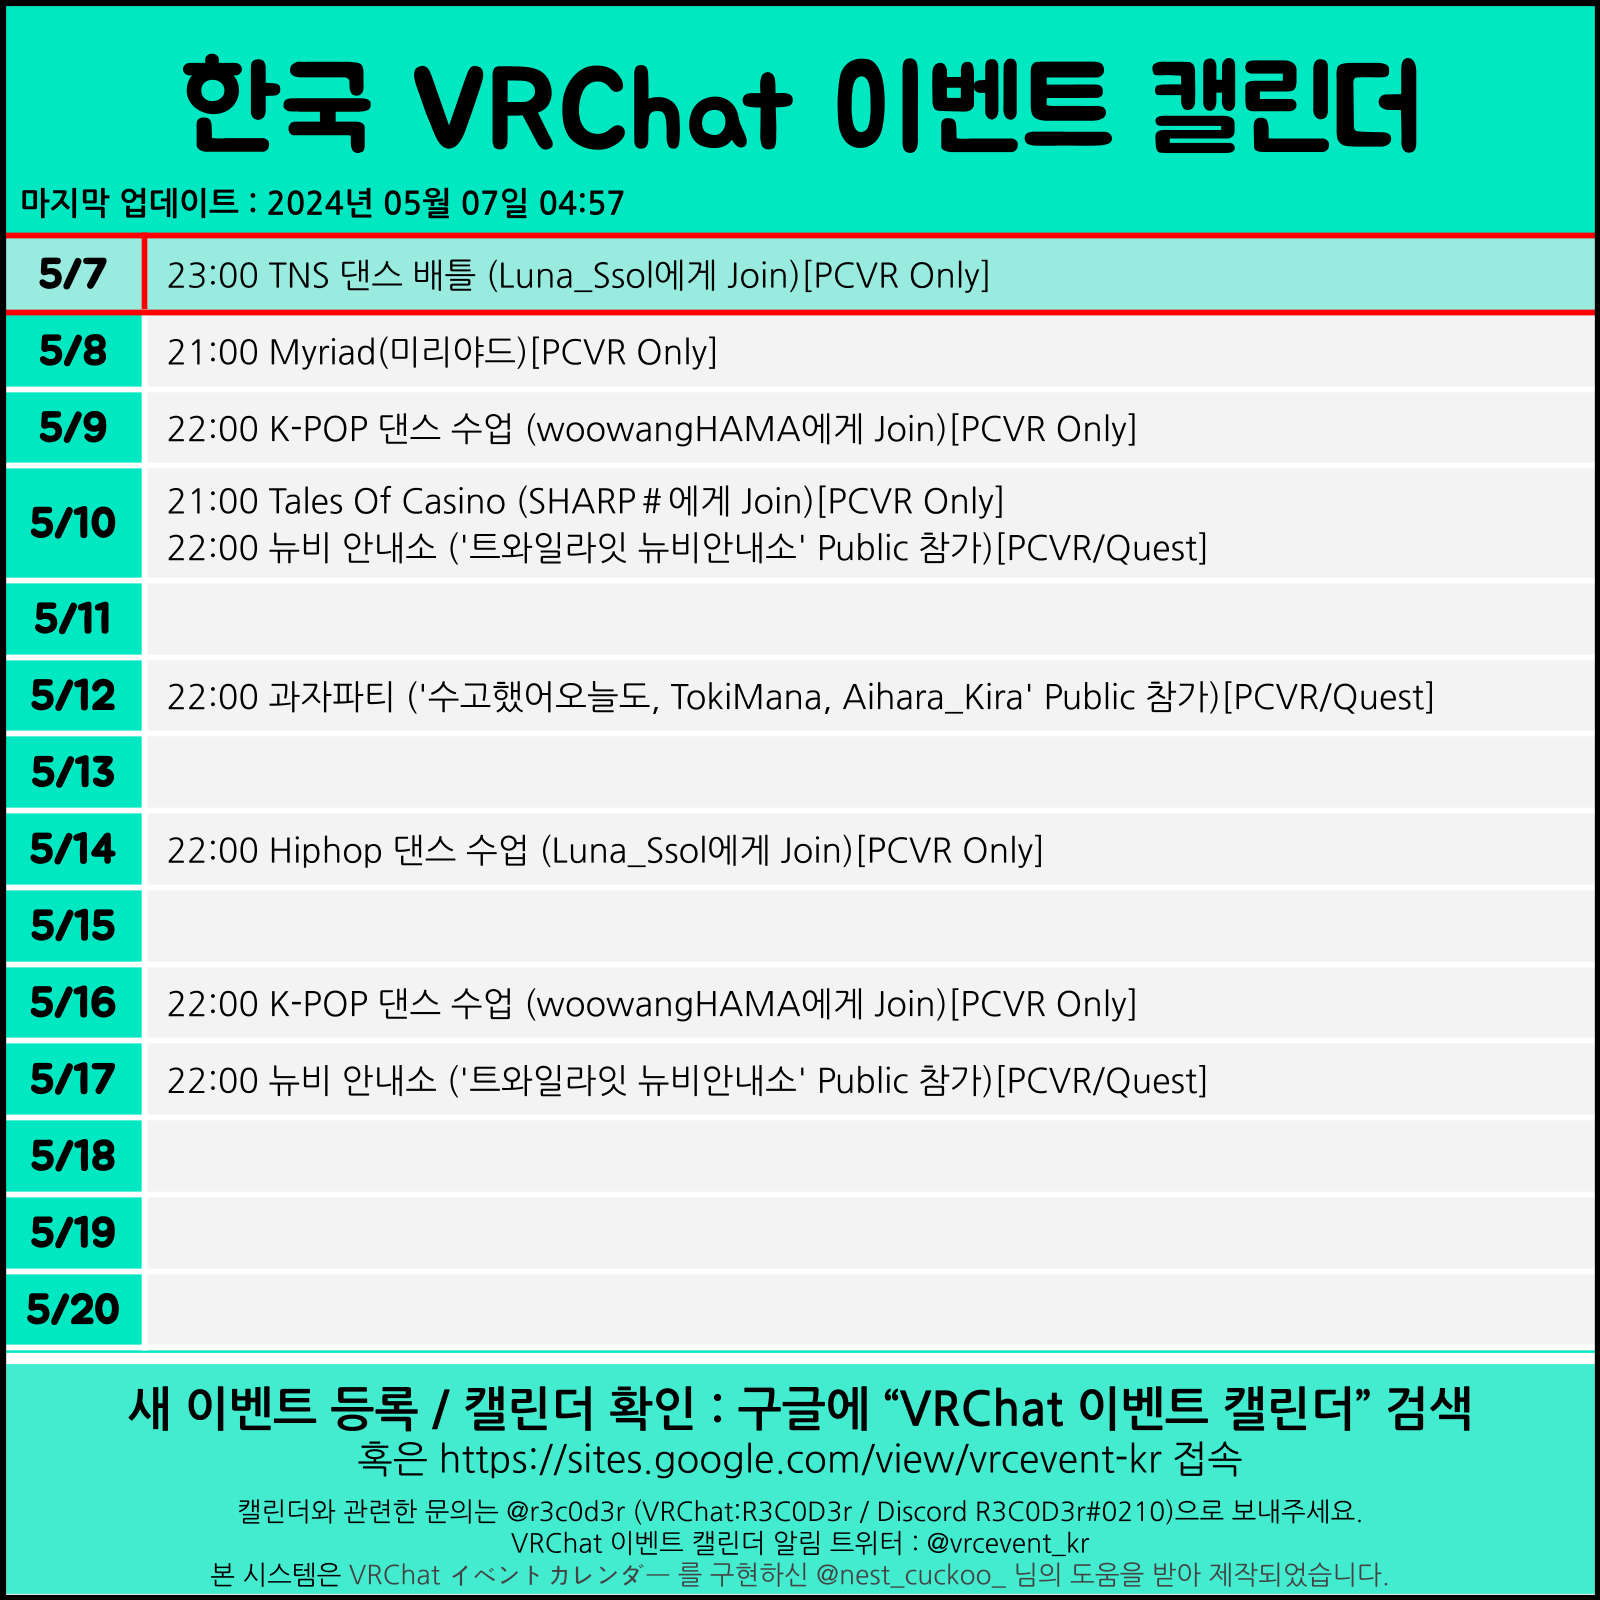 한국 VRChat 이벤트 캘린더
마지막 업데이트 : 2024년 05월 07일 04:57
5/7 23:00 TNS 댄스 배틀 (Luna_Ssol에게 Join)[PCVR Only]
5/8 21:00 Myriad(미리야드)[PCVR Only]
5/9 22:00 K-POP 댄스 수업 (woowangHAMA에게 Join)[PCVR Only]
5/10 21:00 Tales Of Casino (SHARP#에게 Join)[PCVR Only]
22:00 뉴비 안내소 ('트와일라잇 뉴비안내소' Public 참가)[PCVR/Quest]
5/11
5/12 22:00 과자파티 ('수고했어오늘도, TokiMana, Aihara_Kira' Public 참가)[PCVR/Quest]
5/13
5/14 22:00 Hiphop 댄스 수업 (Luna_Ssol에게 Join)[PCVR Only]
5/15
5/16 22:00 K-POP 댄스 수업 (woowangHAMA에게 Join)[PCVR Only]
5/17 22:00 뉴비 안내소 ('트와일라잇 뉴비안내소' Public 참가)[PCVR/Quest]
5/18
5/19
5/20
새 이벤트 등록 / 캘린더 확인 : 구글에 “VRChat 이벤트 캘린더” 검색
혹은 https://sites.google.com/view/vrcevent-kr 접속
캘린더와 관련한 문의는 @r3c0d3r (VRChat:R3C0D3r / Discord R3C0D3r#0210)으로 보내주세요.
VRChat 이벤트 캘린더 알림 트위터 : @vrcevent_kr
본 시스템은 VRChat イベントカレンダー 를 구현하신 @nest_cuckoo_ 님의 도움을 받아 제작되었습니다.